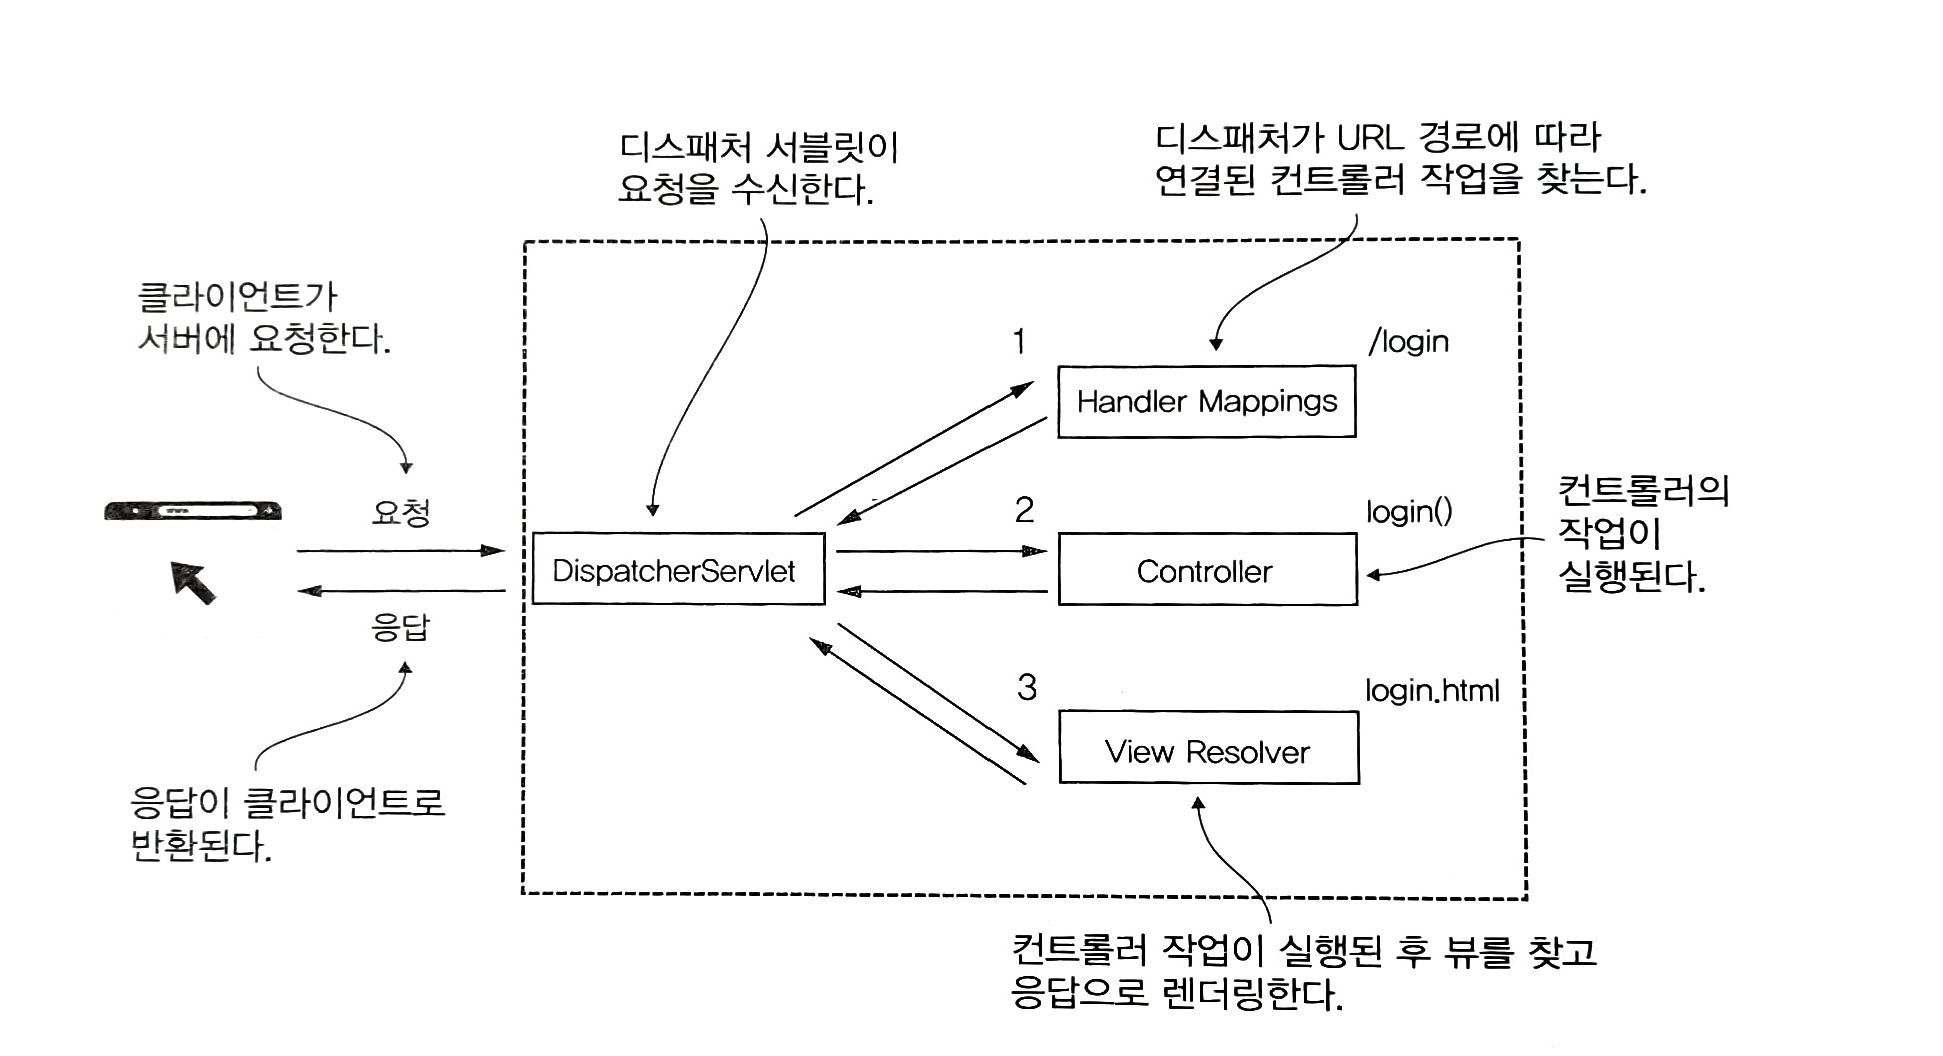 디스패처 서블릿이
요청을 수신한다.
디스패처가 URL 경로에 따라
연결된 컨트롤러 작업을 찾는다.
클라이언트가
서버에 요청한다.
1
/login
Handler Mappings
요청
2
login()
컨트롤러의
작업이
실행된다.
DispatcherServlet
Controller
응답
3
login.html
View Resolver
응답이 클라이언트로
반환된다.
컨트롤러 작업이 실행된 후 뷰를 찾고
응답으로 렌더링한다.